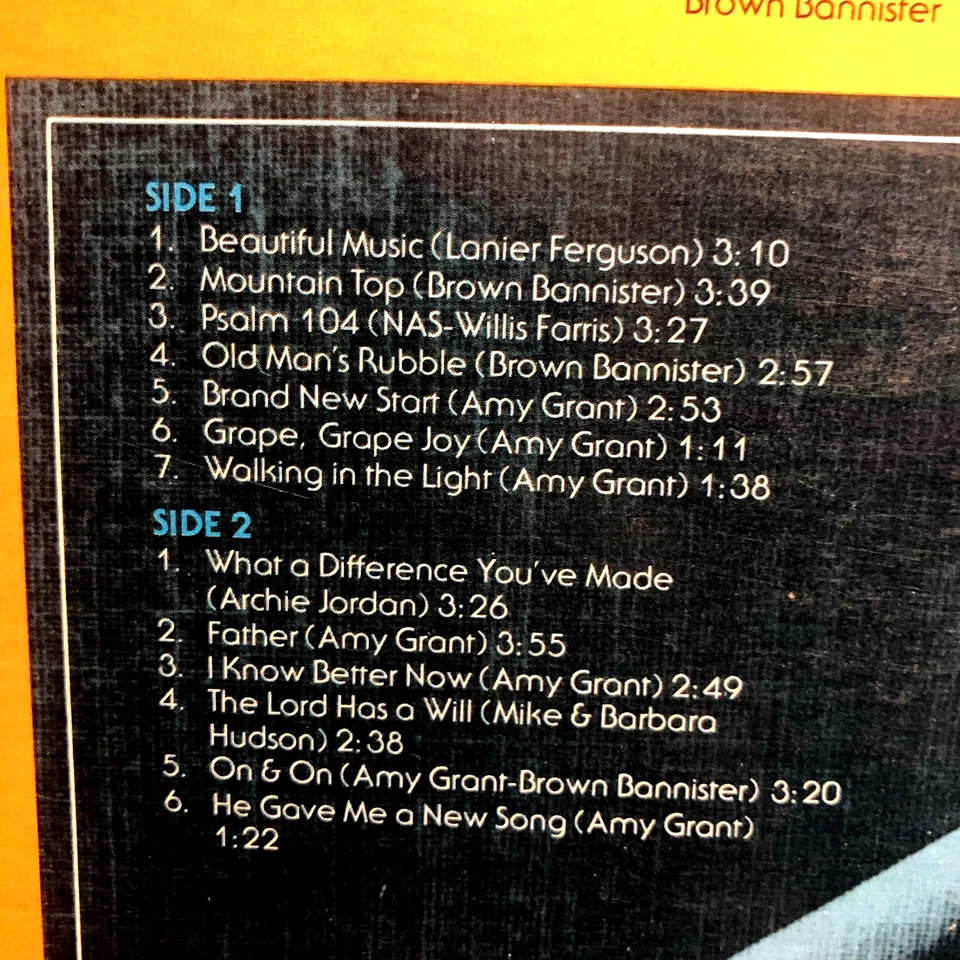 Brown Bannister
SIDE 1
1. Beautiful Music (Lanier Ferguson) 3:10
2. Mountain Top (Brown Bannister) 3:39
3. Psalm 104 (NAS-Willis Farris) 3:27
4. Old Man's Rubble (Brown Bannister) 2:57
5. Brand New Start (Amy Grant) 2:53
6. Grape, Grape Joy (Amy Grant) 1:11
7. Walking in the Light (Amy Grant) 1:38
SIDE 2
1. What a Difference You've Made
(Archie Jordan) 3:26
2. Father (Amy Grant) 3:55
3. I Know Better Now (Amy Grant) 2:49
4. The Lord Has a Will (Mike & Barbara
Hudson) 2:38
5. On & On (Amy Grant-Brown Bannister) 3:20
6. He Gave Me a New Song (Amy Grant)
1:22